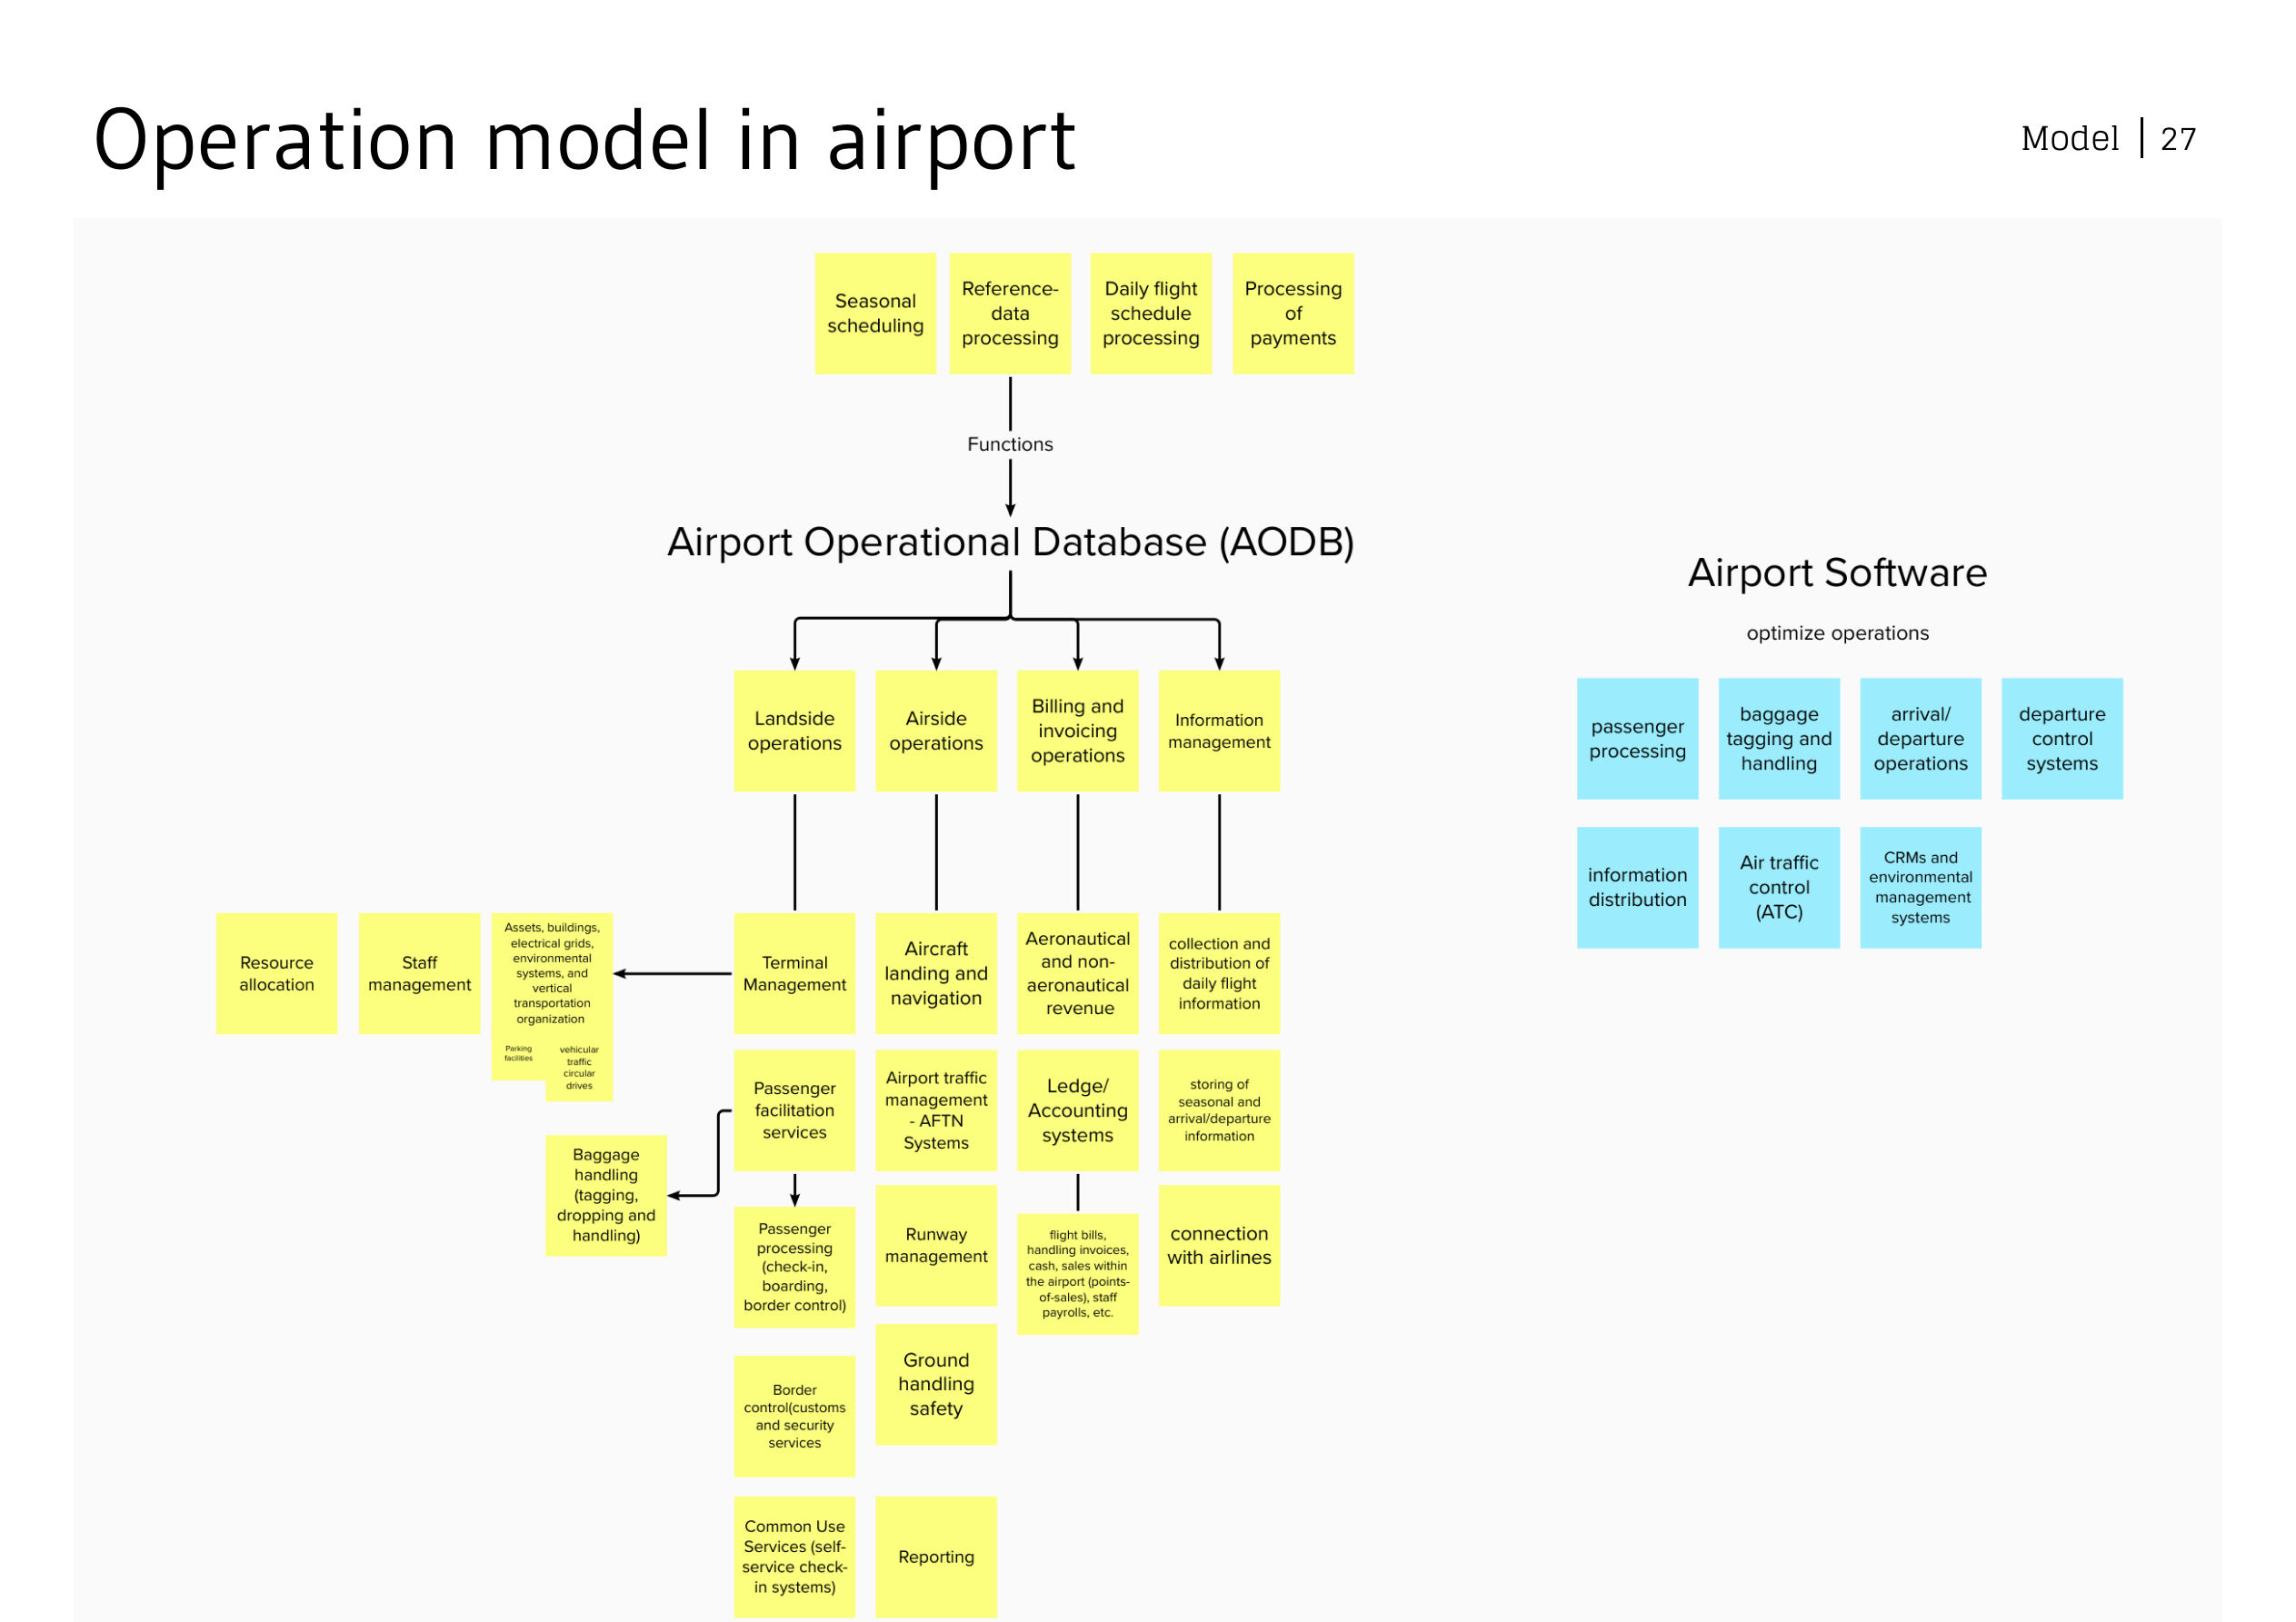 Operation model in airport
Model | 27
Seasonal
scheduling
Reference-
data
processing
Daily flight
schedule
processing
Processing
of
payments
Functions
Airport Operational Database (AODB)
Landside
operations
Airside
operations
Billing and
invoicing
operations
Information
management
Resource
allocation
Staff
management
Assets, buildings,
electrical grids,
environmental
systems, and
vertical
transportation
organization
Parking
facilities
vehicular
traffic
circular
drives
Terminal
Management
Aircraft
landing and
navigation
Aeronautical
and non-
aeronautical
revenue
collection and
distribution of
daily flight
information
Baggage
handling
(tagging,
dropping and
handling)
Passenger
facilitation
services
Airport traffic
management
- AFTN
Systems
Ledge/
Accounting
systems
storing of
seasonal and
arrival/departure
information
Passenger
processing
(check-in,
boarding,
border control)
Runway
management
flight bills,
handling invoices,
cash, sales within
the airport (points-
of-sales), staff
payrolls, etc.
connection
with airlines
Border
control(customs
and security
services
Ground
handling
safety
Common Use
Services (self-
service check-
in systems)
Reporting
Airport Software
optimize operations
passenger
processing
baggage
tagging and
handling
arrival/
departure
operations
departure
control
systems
information
distribution
Air traffic
control
(ATC)
CRMs and
environmental
management
systems